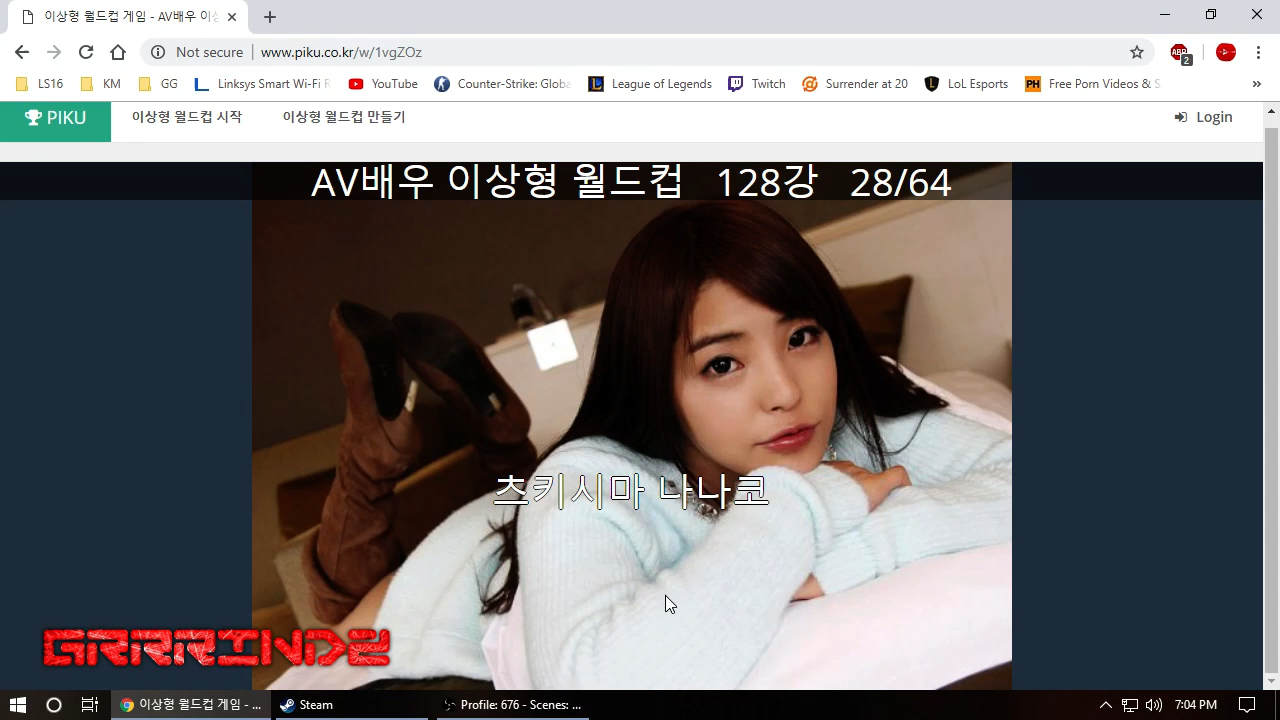 이상형 월드컵 게임 - AV배우 이상
Not secure www.piku.co.kr/w/1vgZOz
ABP 2
LS16 KM GG Linksys Smart Wi-Fi R YouTube Counter-Strike: Globa League of Legends Twitch Surrender at 20 LoL Esports PH Free Porn Videos & S
PIKU 이상형 월드컵 시작 이상형 월드컵 만들기 Login
AV배우 이상형 월드컵 128강 28/64
츠키시마 나나코
GRRRINDZ
이상형 월드컵 게임 - ... Steam Profile: 676 - Scenes: ... 7:04 PM